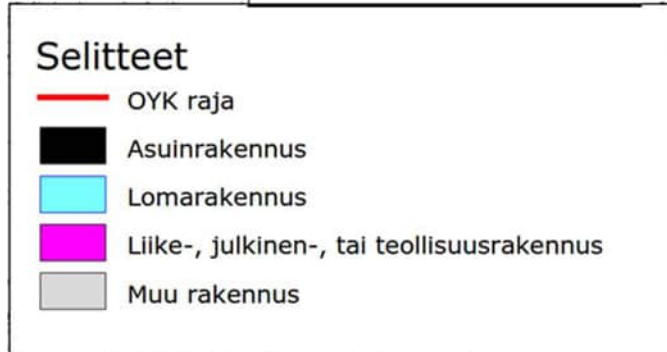 Selitteet
OYK raja
Asuinrakennus
Lomarakennus
Liike-, julkinen-, tai teollisuusrakennus
Muu rakennus